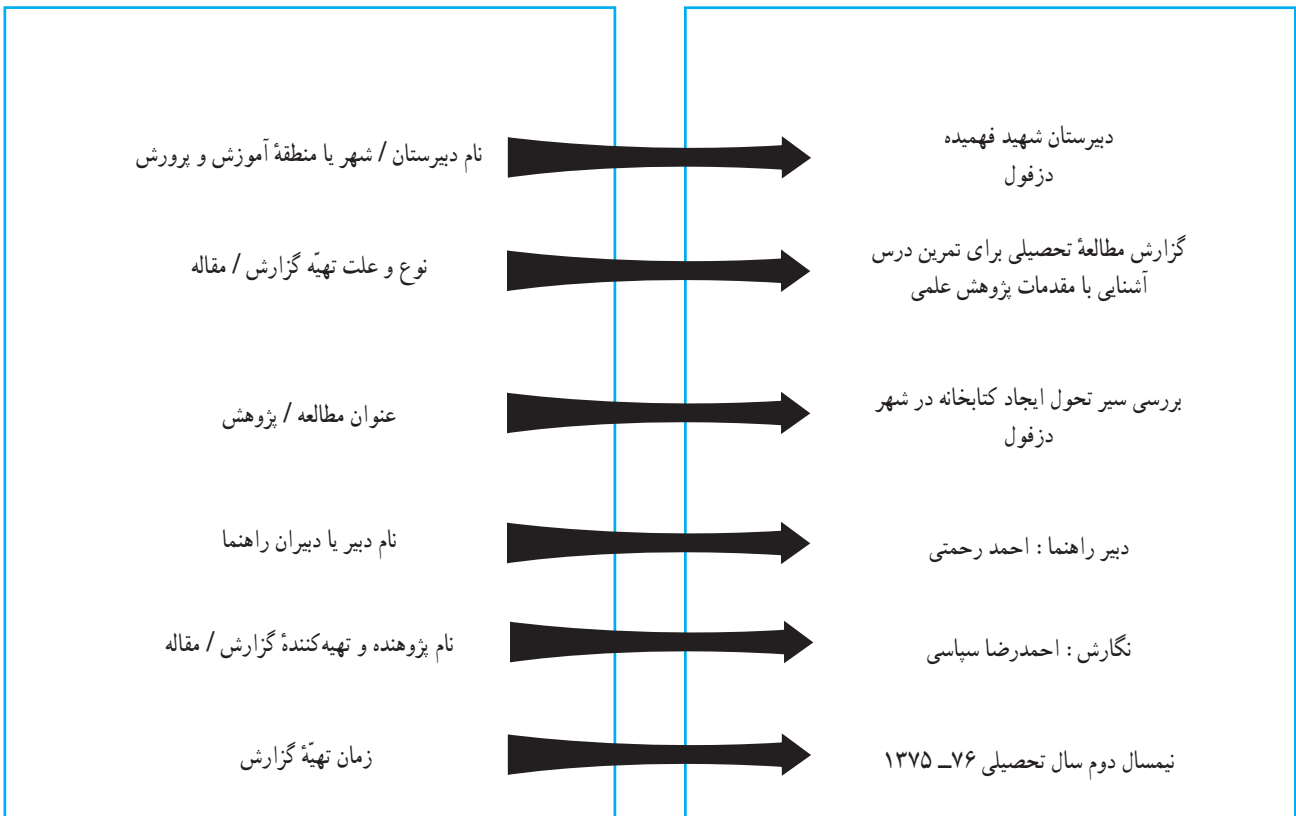 دبیرستان شهید فهمیده
دزفول
نام دبیرستان / شهر یا منطقهٔ آموزش و پرورش
گزارش مطالعهٔ تحصیلی برای تمرین درس
آشنایی با مقدمات پژوهش علمی
نوع و علت تهیّه گزارش / مقاله
بررسی سیر تحول ایجاد کتابخانه در شهر
دزفول
عنوان مطالعه / پژوهش
دبیر راهنما : احمد رحمتی
نام دبیر یا دبیران راهنما
نگارش : احمدرضا سپاسی
نام پژوهنده و تهیه‌کنندهٔ گزارش / مقاله
نیمسال دوم سال تحصیلی ۷۶ــ ۱۳۷۵
زمان تهیّهٔ گزارش